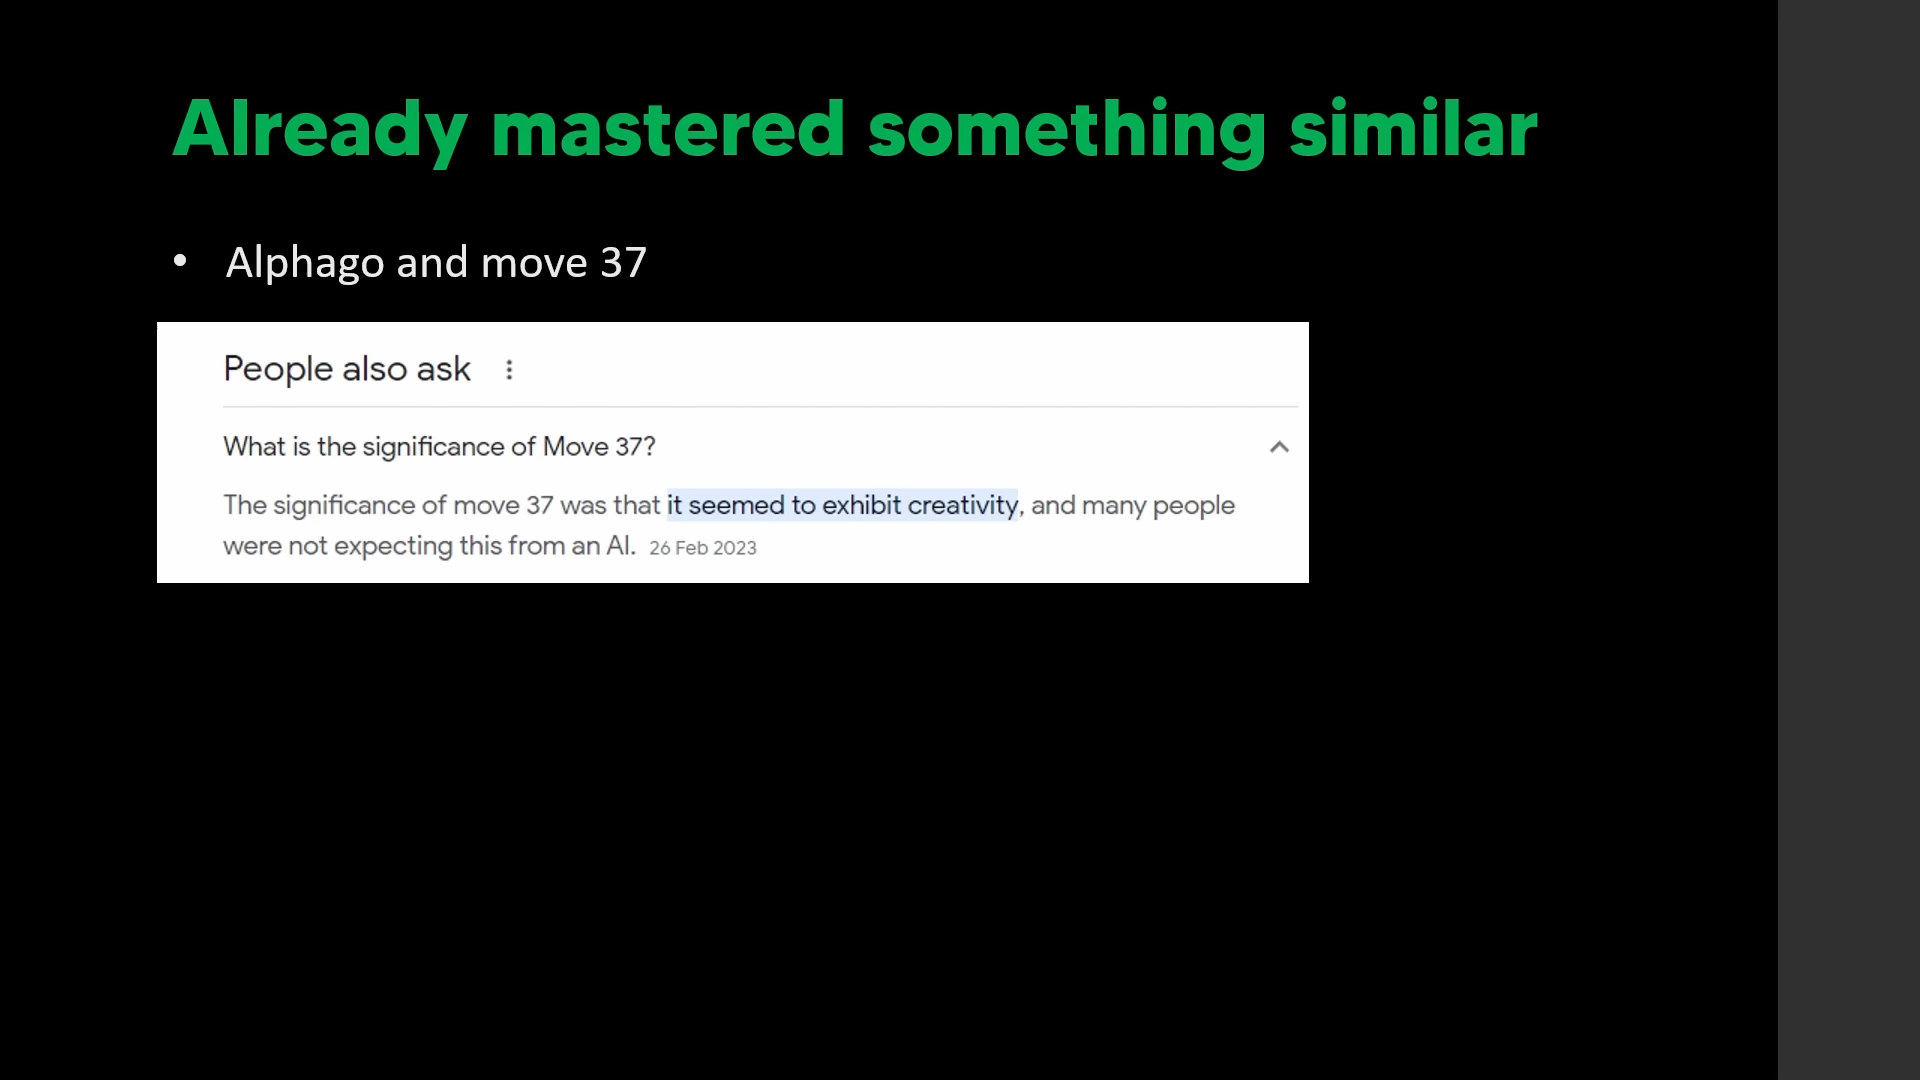 Already mastered something similar
• Alphago and move 37
People also ask
What is the significance of Move 37?
The significance of move 37 was that it seemed to exhibit creativity, and many people
were not expecting this from an AI. 26 Feb 2023